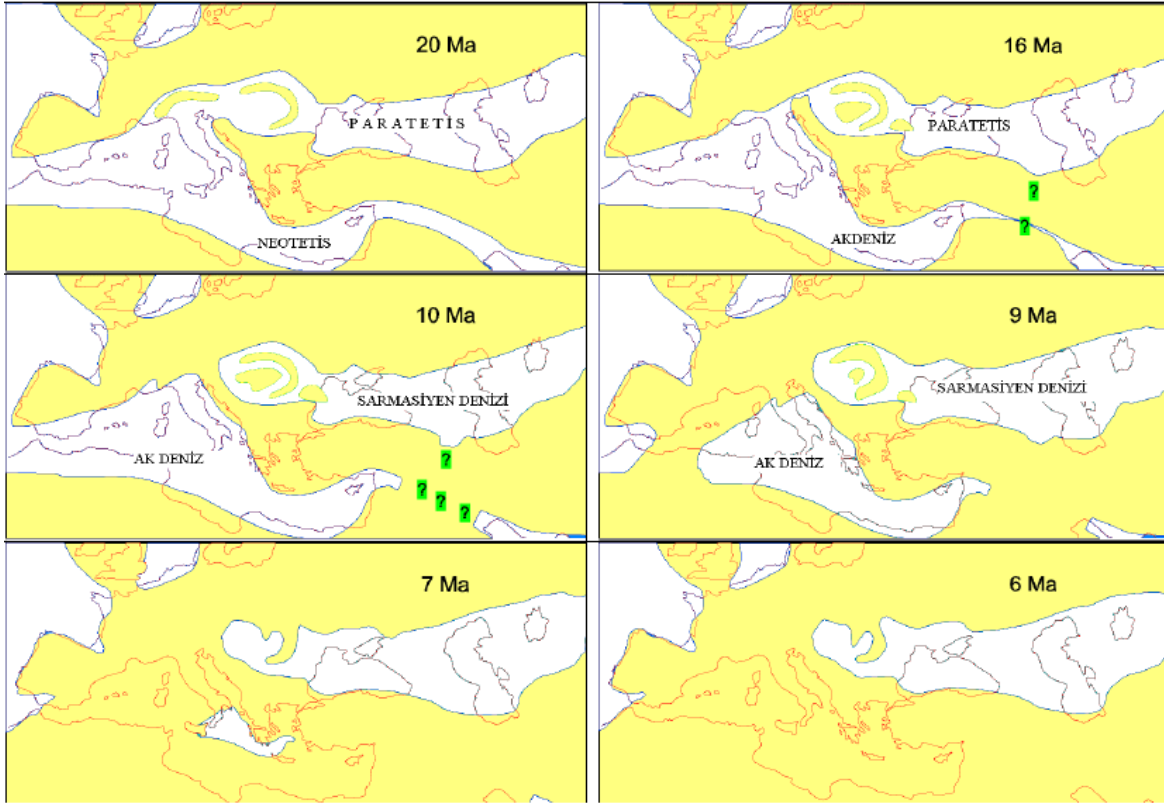 20 Ma
PARATETİS
NEOTETİS
16 Ma
PARATETİS
?
?
AKDENİZ
10 Ma
SARMASİYEN DENİZİ
AK DENİZ
?
?
?
?
9 Ma
SARMASİYEN DENİZİ
AK DENİZ
7 Ma
6 Ma